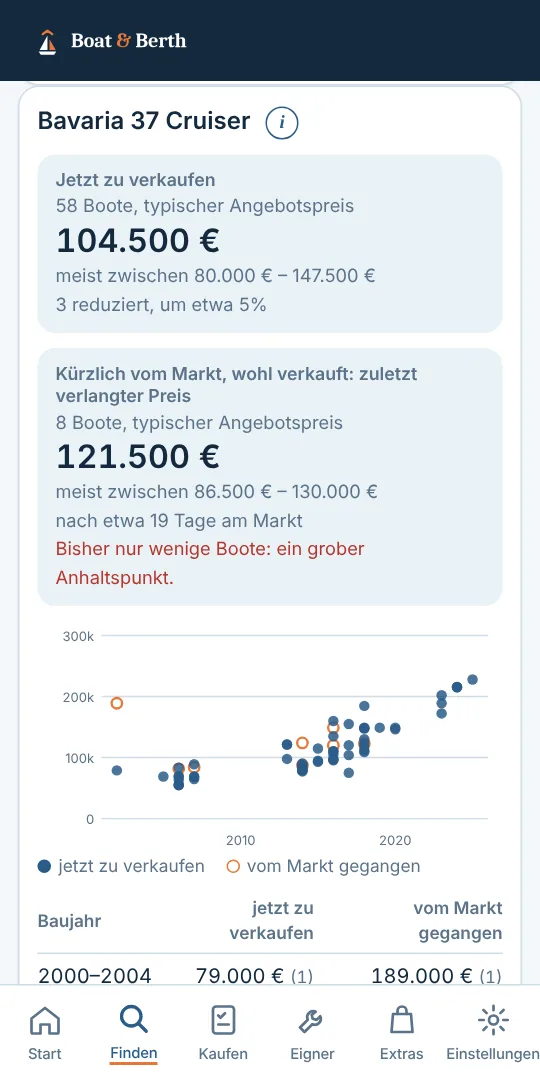 Boat & Berth
Bavaria 37 Cruiser i
Jetzt zu verkaufen
58 Boote, typischer Angebotspreis
104.500 €
meist zwischen 80.000 € – 147.500 €
3 reduziert, um etwa 5%
Kürzlich vom Markt, wohl verkauft: zuletzt
verlangter Preis
8 Boote, typischer Angebotspreis
121.500 €
meist zwischen 86.500 € – 130.000 €
nach etwa 19 Tage am Markt
Bisher nur wenige Boote: ein grober
Anhaltspunkt.
300k
200k
100k
0
2010 2020
jetzt zu verkaufen vom Markt gegangen
Baujahr jetzt zu verkaufen vom Markt gegangen
2000–2004 79.000 € (1) 189.000 € (1)
Start Finden Kaufen Eigner Extras Einstellungen